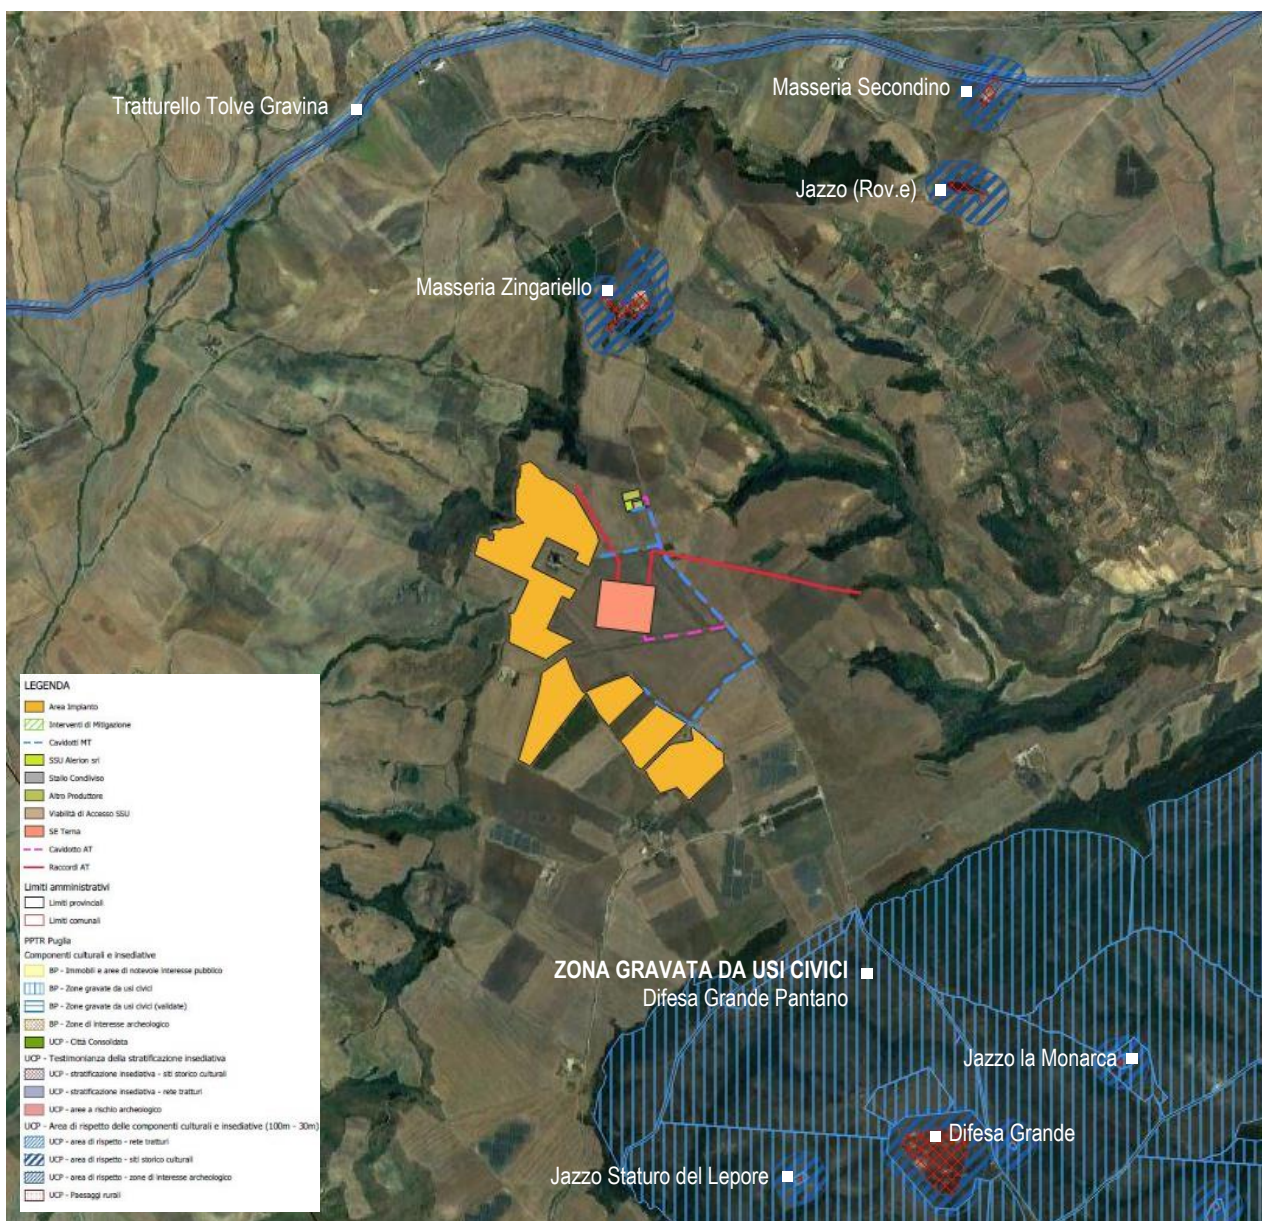 Masseria Secondino
Tratturello Tolve Gravina
Jazzo (Rov.e)
Masseria Zingariello
LEGENDA
Area Impianto
Interventi di Mitigazione
Cavidotti MT
SSU Alerion srl
Stallo Condiviso
Altro Produttore
Viabilità di Accesso SSU
SE Terna
Cavidotto AT
Raccordi AT
Limiti amministrativi
Limiti provinciali
Limiti comunali
PPTR Puglia
Componenti culturali e insediative
BP - Immobili e aree di notevole interesse pubblico
BP - Zone gravate da usi civici
BP - Zone gravate da usi civici (validate)
BP - Zone di interesse archeologico
UCP - Città Consolidata
UCP - Testimonianza della stratificazione insediativa
UCP - stratificazione insediativa - siti storico culturali
UCP - stratificazione insediativa - rete tratturi
UCP - aree a rischio archeologico
UCP - Area di rispetto delle componenti culturali e insediative (100m - 30m)
UCP - area di rispetto - rete tratturi
UCP - area di rispetto - siti storico culturali
UCP - area di rispetto - zone di interesse archeologico
UCP - Paesaggi rurali
ZONA GRAVATA DA USI CIVICI
Difesa Grande Pantano
Jazzo la Monarca
Difesa Grande
Jazzo Staturo del Lepore